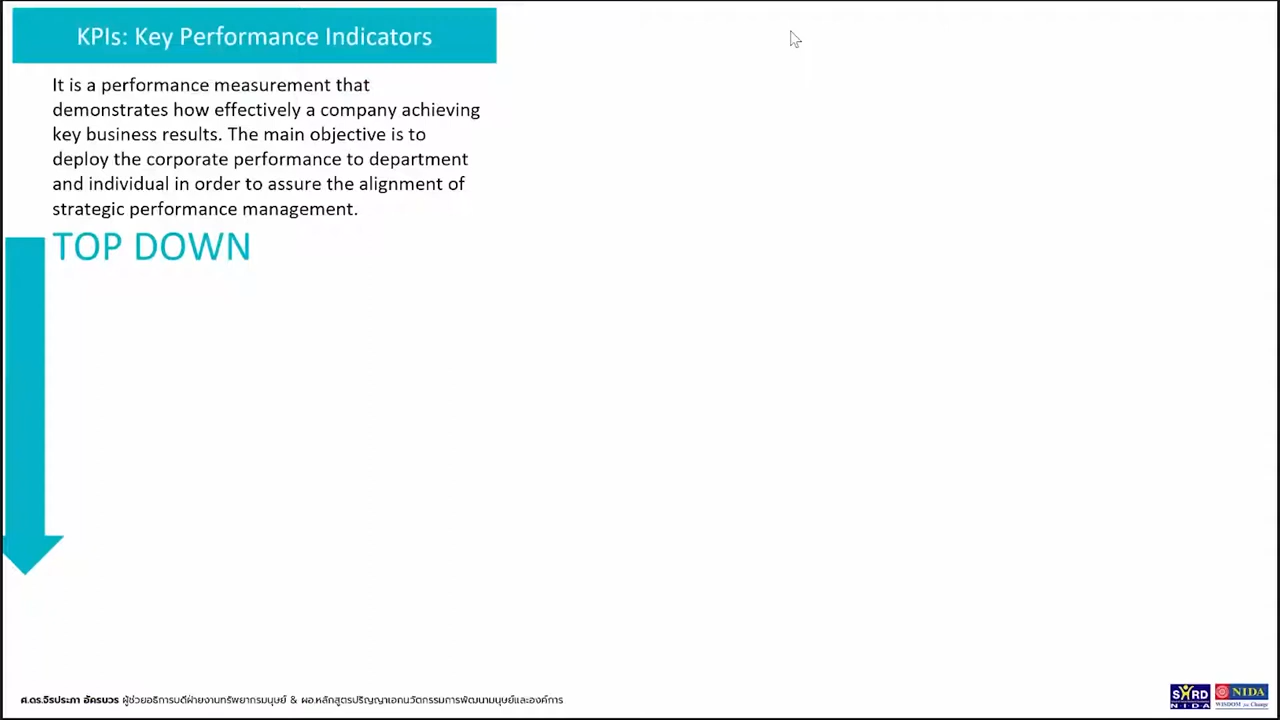 KPIs: Key Performance Indicators
It is a performance measurement that
demonstrates how effectively a company achieving
key business results. The main objective is to
deploy the corporate performance to department
and individual in order to assure the alignment of
strategic performance management.
TOP DOWN
ศ.ดร.จิรประภา อัครบวร ผู้ช่วยอธิการบดีฝ่ายงานทรัพยากรมนุษย์ & ผอ.หลักสูตรปริญญาเอกนวัตกรรมการพัฒนามนุษย์และองค์การ
SHRD
NIDA
NIDA
WISDOM for Change